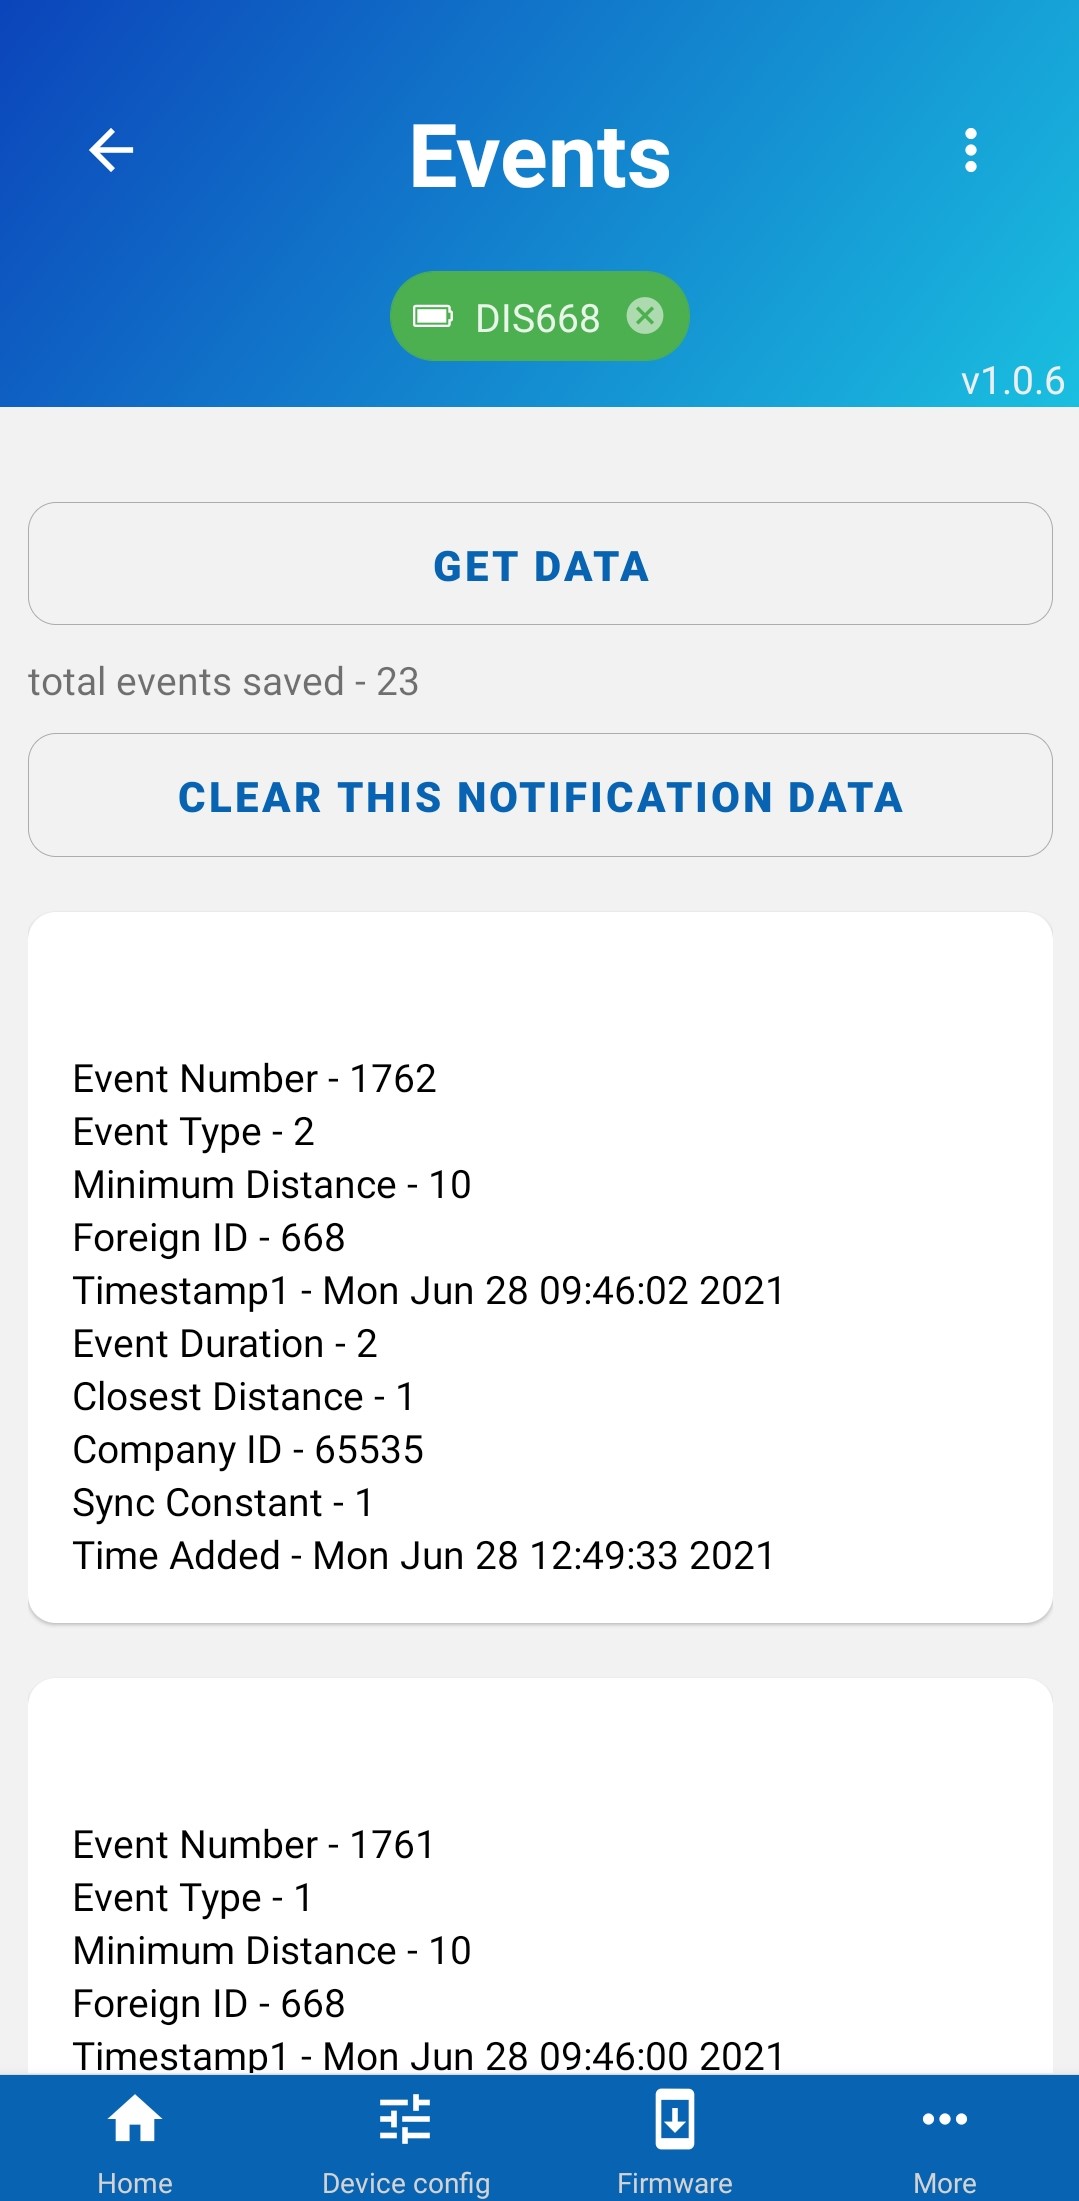 Events
DIS668
v1.0.6
GET DATA
total events saved - 23
CLEAR THIS NOTIFICATION DATA
Event Number - 1762
Event Type - 2
Minimum Distance - 10
Foreign ID - 668
Timestamp1 - Mon Jun 28 09:46:02 2021
Event Duration - 2
Closest Distance - 1
Company ID - 65535
Sync Constant - 1
Time Added - Mon Jun 28 12:49:33 2021
Event Number - 1761
Event Type - 1
Minimum Distance - 10
Foreign ID - 668
Timestamp1 - Mon Jun 28 09:46:00 2021
Home
Device config
Firmware
More